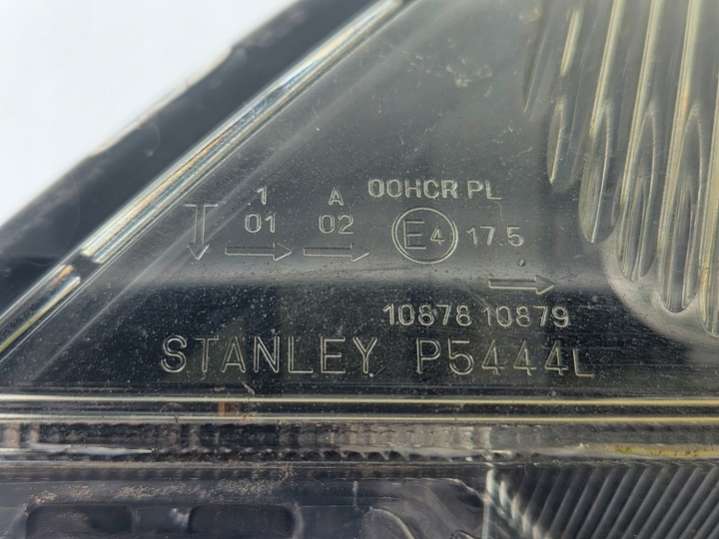 1 A 00HCR PL
01 02 E4 17.5
10878 10879
STANLEY P5444L